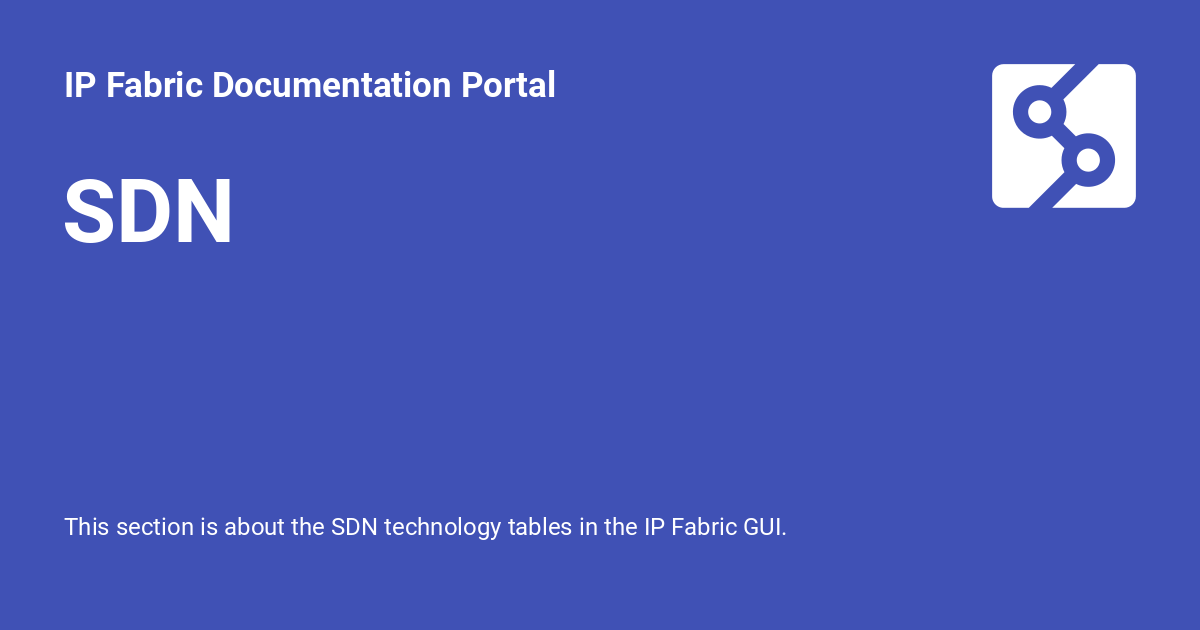 IP Fabric Documentation Portal
SDN
This section is about the SDN technology tables in the IP Fabric GUI.